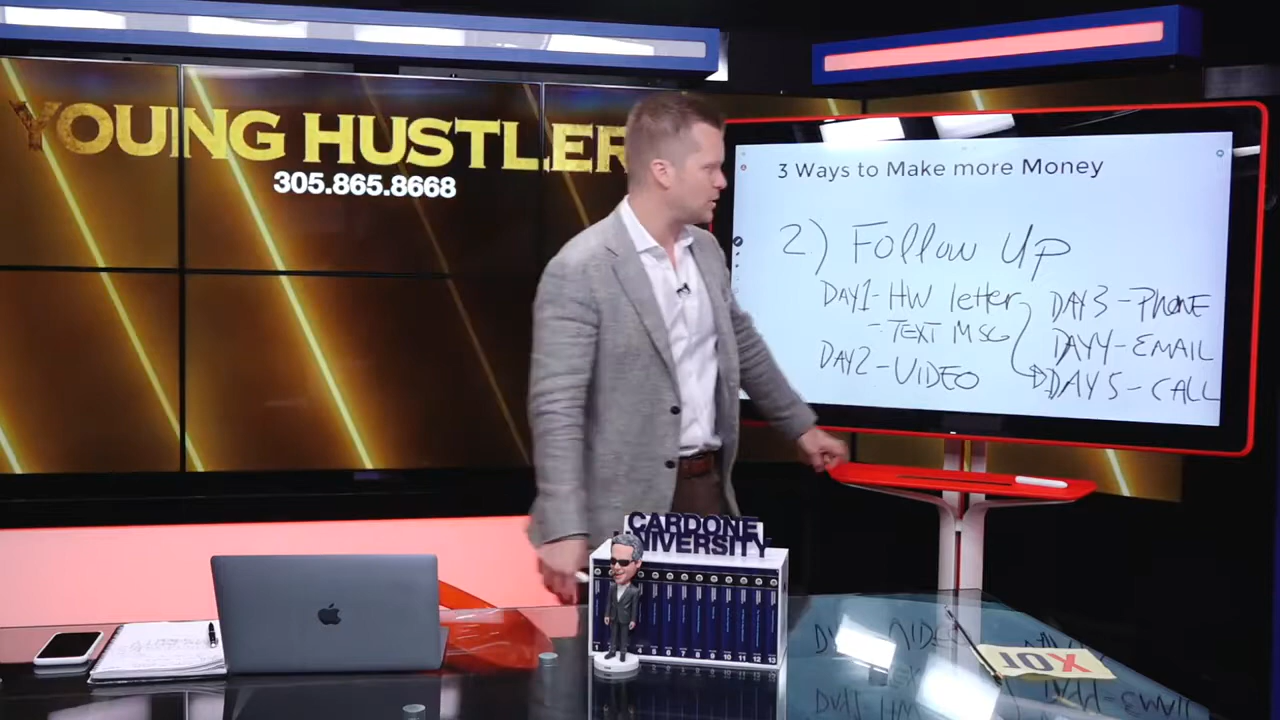 YOUNG HUSTLER
305.865.8668
3 Ways to Make more Money
2) Follow Up
DAY1-HW letter
- TEXT MSG
DAY2-VIDEO
DAY3-PHONE
DAY4-EMAIL
DAY5-CALL
CARDONE
UNIVERSITY
10X